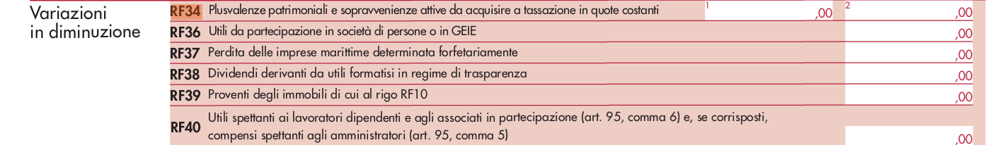 Variazioni
in diminuzione
RF34 Plusvalenze patrimoniali e sopravvenienze attive da acquisire a tassazione in quote costanti 1 ,00 2 ,00
RF36 Utili da partecipazione in società di persone o in GEIE ,00
RF37 Perdita delle imprese marittime determinata forfetariamente ,00
RF38 Dividendi derivanti da utili formatisi in regime di trasparenza ,00
RF39 Proventi degli immobili di cui al rigo RF10 ,00
RF40 Utili spettanti ai lavoratori dipendenti e agli associati in partecipazione (art. 95, comma 6) e, se corrisposti,
compensi spettanti agli amministratori (art. 95, comma 5) ,00